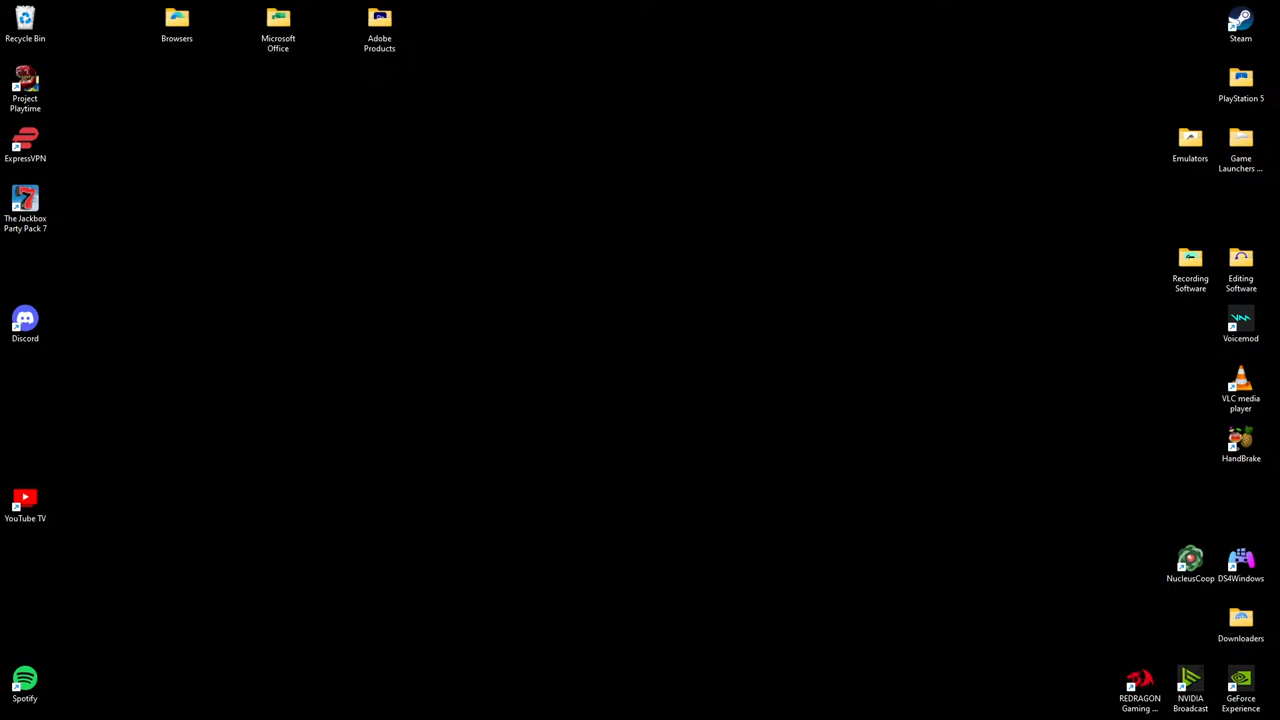 Recycle Bin
Browsers
Microsoft
Office
Adobe
Products
Steam
Project
Playtime
PlayStation 5
ExpressVPN
Emulators
Game
Launchers ...
The Jackbox
Party Pack 7
Recording
Software
Editing
Software
Discord
Voicemod
VLC media
player
HandBrake
YouTube TV
NucleusCoop
DS4Windows
Downloaders
Spotify
REDRAGON
Gaming ...
NVIDIA
Broadcast
GeForce
Experience